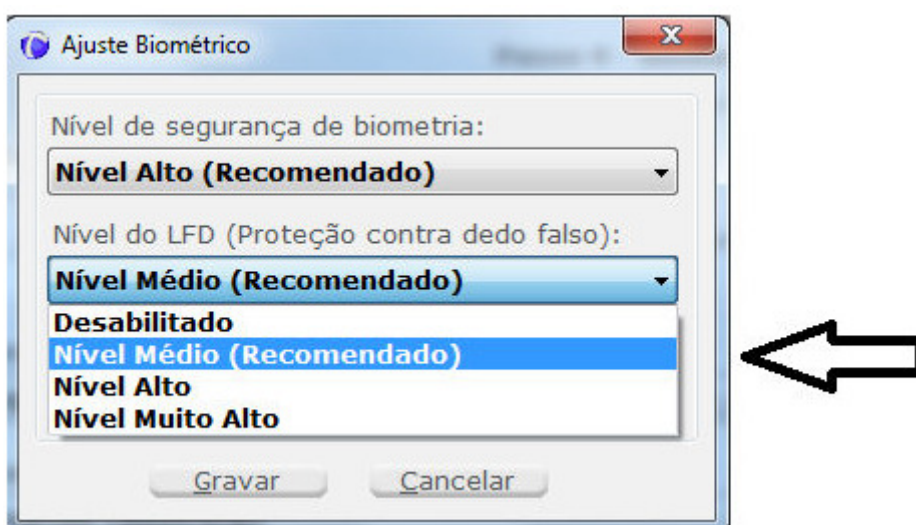 Ajuste Biométrico
Nível de segurança de biometria:
Nível Alto (Recomendado)
Nível do LFD (Proteção contra dedo falso):
Nível Médio (Recomendado)
Desabilitado
Nível Médio (Recomendado)
Nível Alto
Nível Muito Alto
Gravar Cancelar